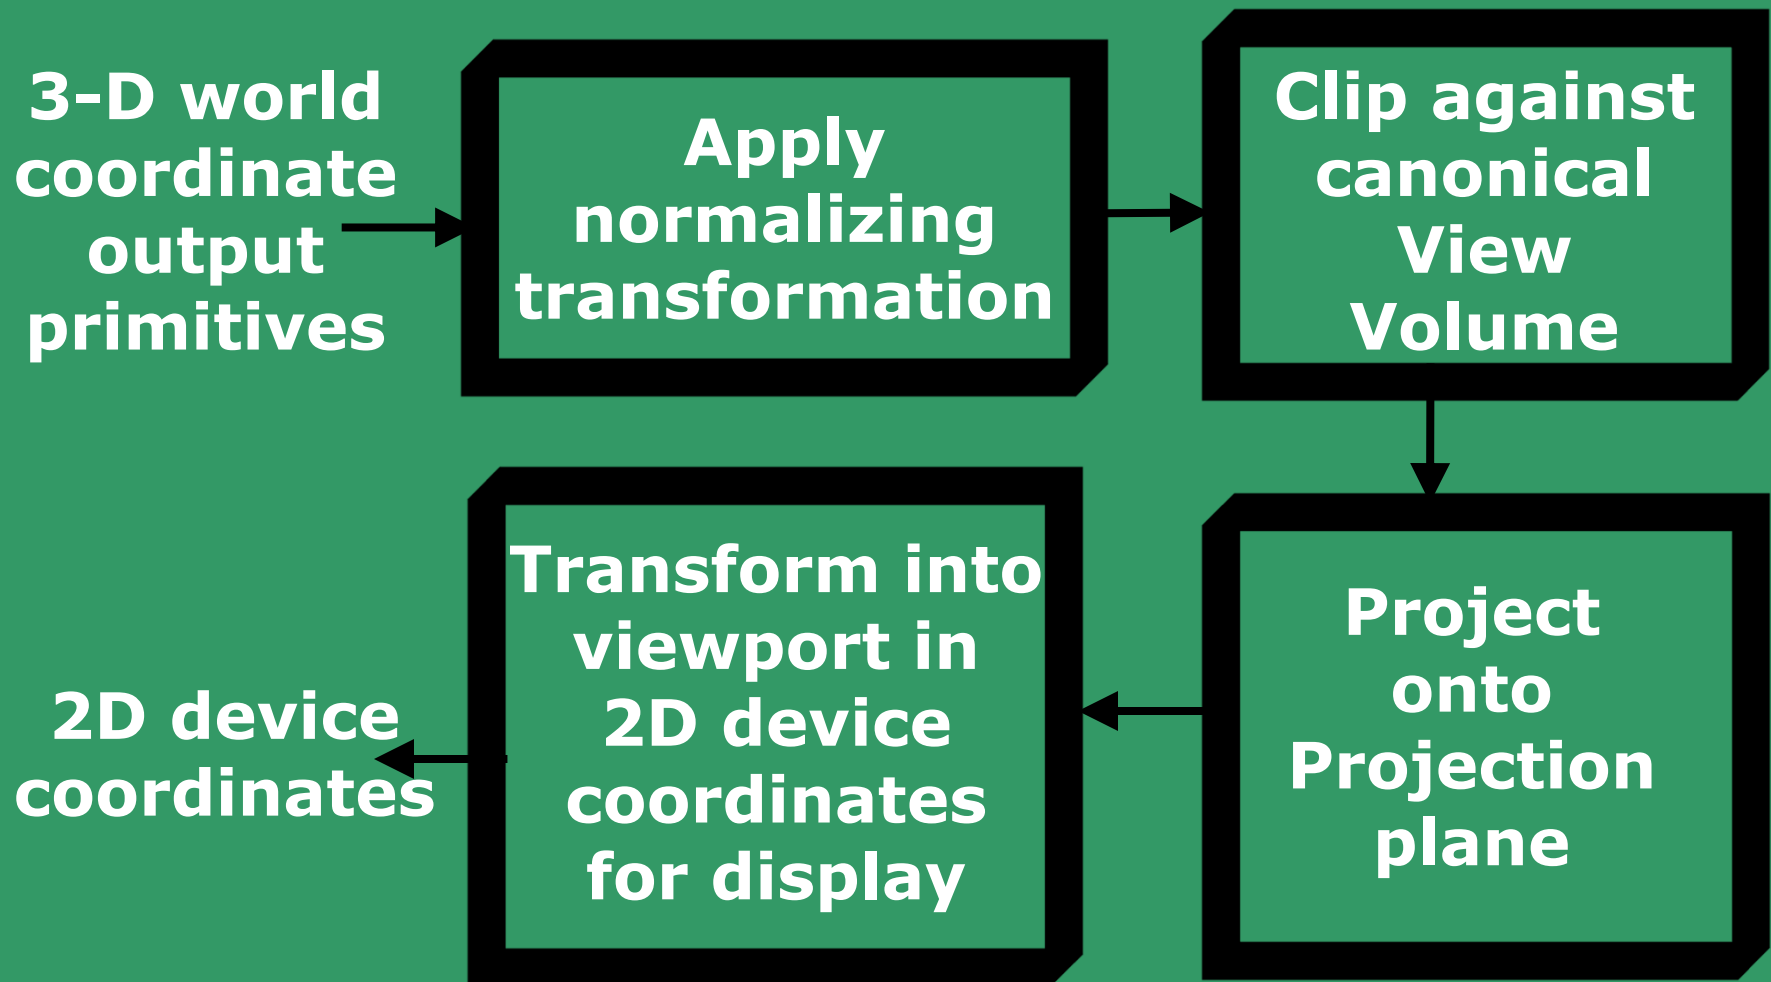 3-D world
coordinate
output
primitives
Apply
normalizing
transformation
Clip against
canonical
View
Volume
Project
onto
Projection
plane
Transform into
viewport in
2D device
coordinates
for display
2D device
coordinates